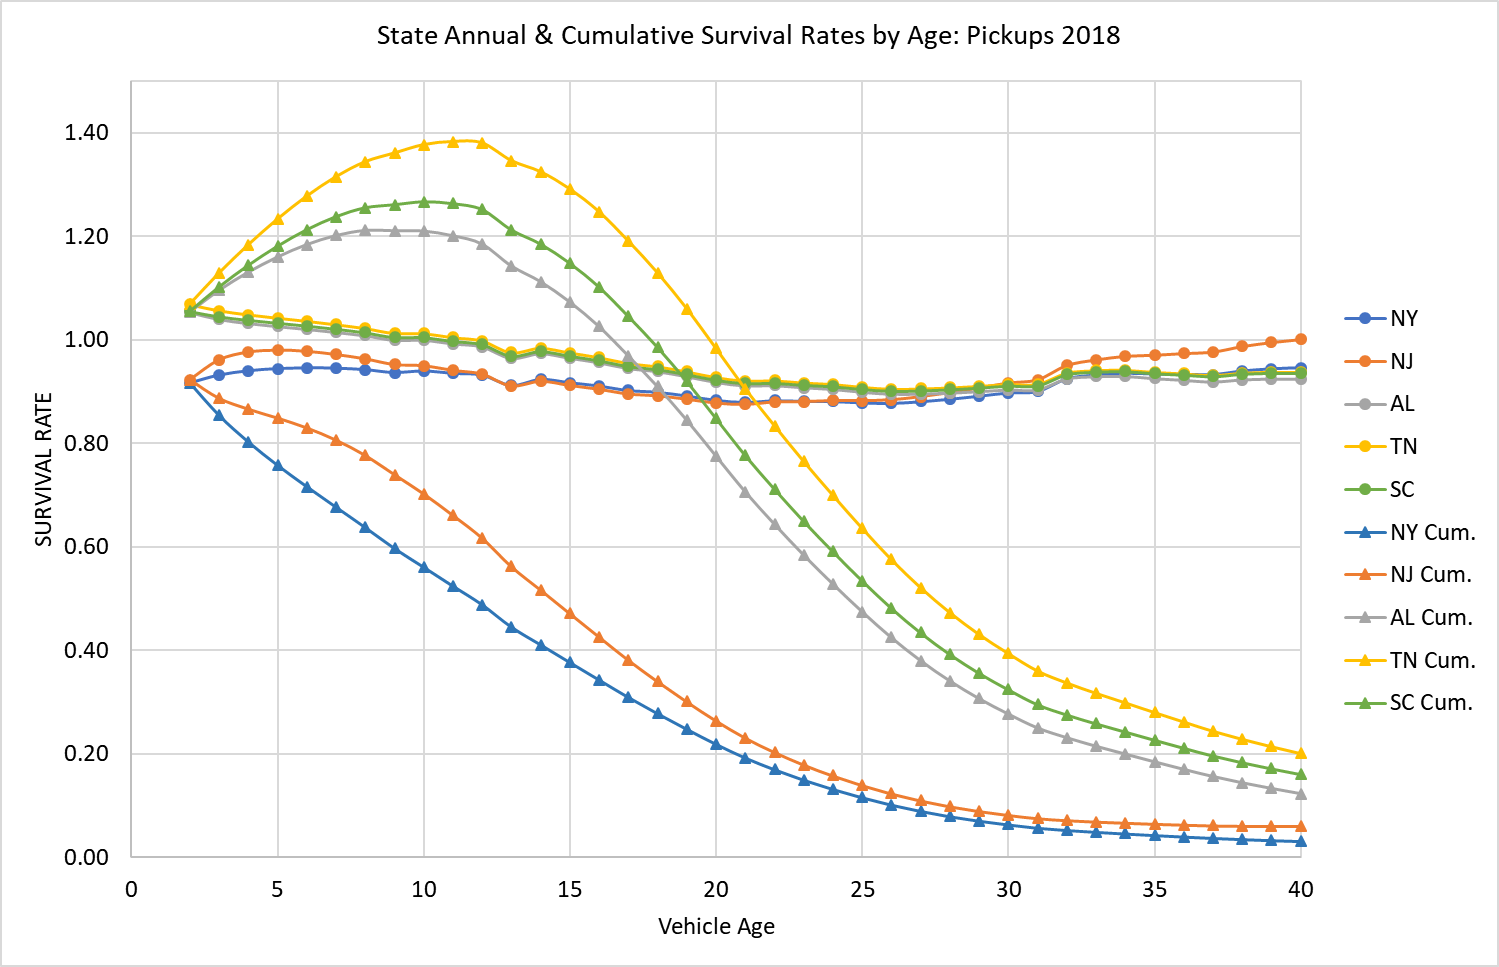 State Annual & Cumulative Survival Rates by Age: Pickups 2018
SURVIVAL RATE
1.40
1.20
1.00
0.80
0.60
0.40
0.20
0.00
0 5 10 15 20 25 30 35 40
Vehicle Age
NY
NJ
AL
TN
SC
NY Cum.
NJ Cum.
AL Cum.
TN Cum.
SC Cum.